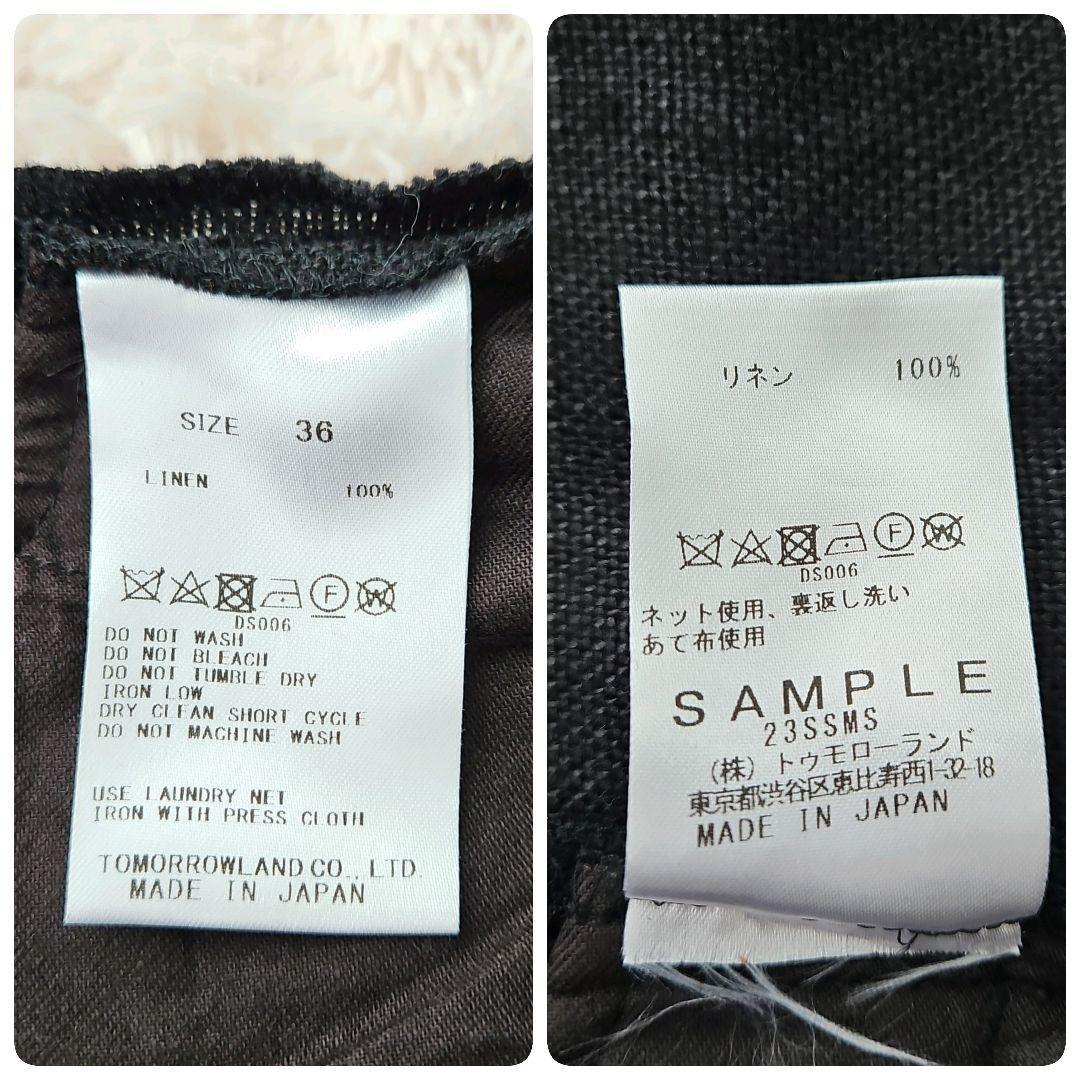 SIZE 36
LINEN 100%
F W
DS006
DO NOT WASH
DO NOT BLEACH
DO NOT TUMBLE DRY
IRON LOW
DRY CLEAN SHORT CYCLE
DO NOT MACHINE WASH
USE LAUNDRY NET
IRON WITH PRESS CLOTH
TOMORROWLAND CO., LTD.
MADE IN JAPAN
リネン 100%
F W
DS006
ネット使用、裏返し洗い
あて布使用
SAMPLE
23SSMS
（株）トゥモローランド
東京都渋谷区恵比寿西1-32-18
MADE IN JAPAN